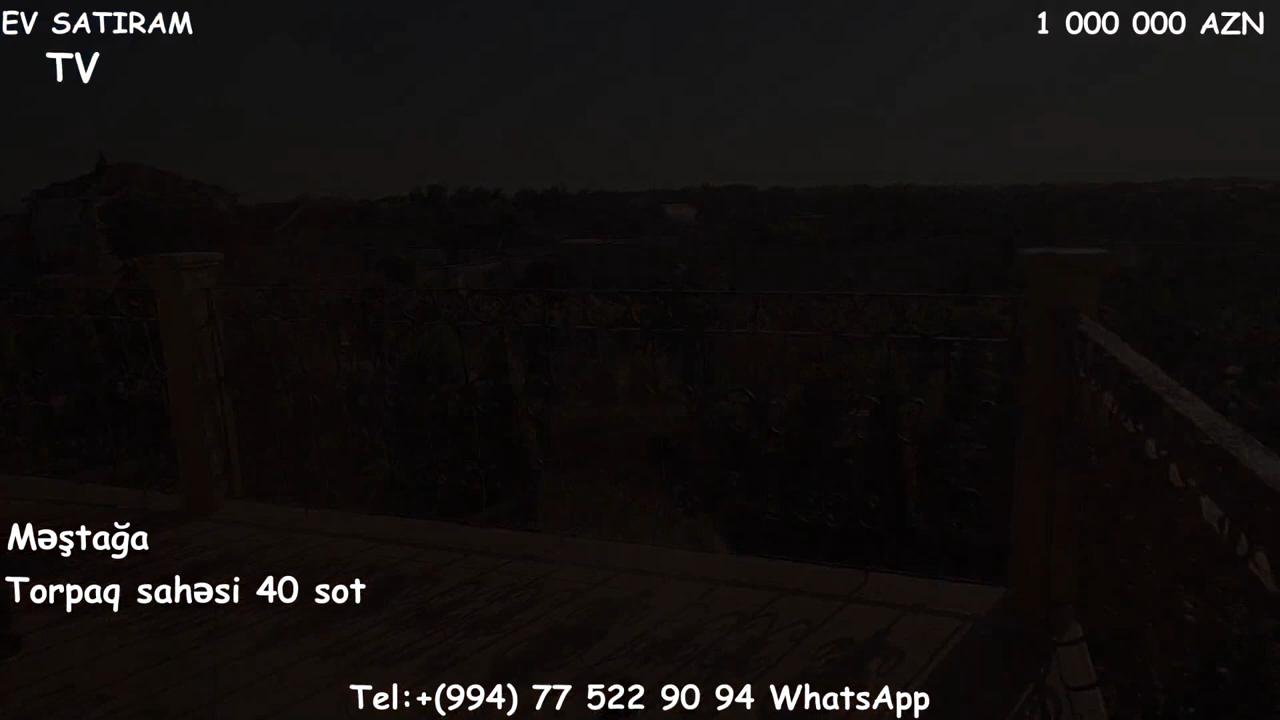 EV SATIRAM
TV
1 000 000 AZN
Məştağa
Torpaq sahəsi 40 sot
Tel:+(994) 77 522 90 94 WhatsApp